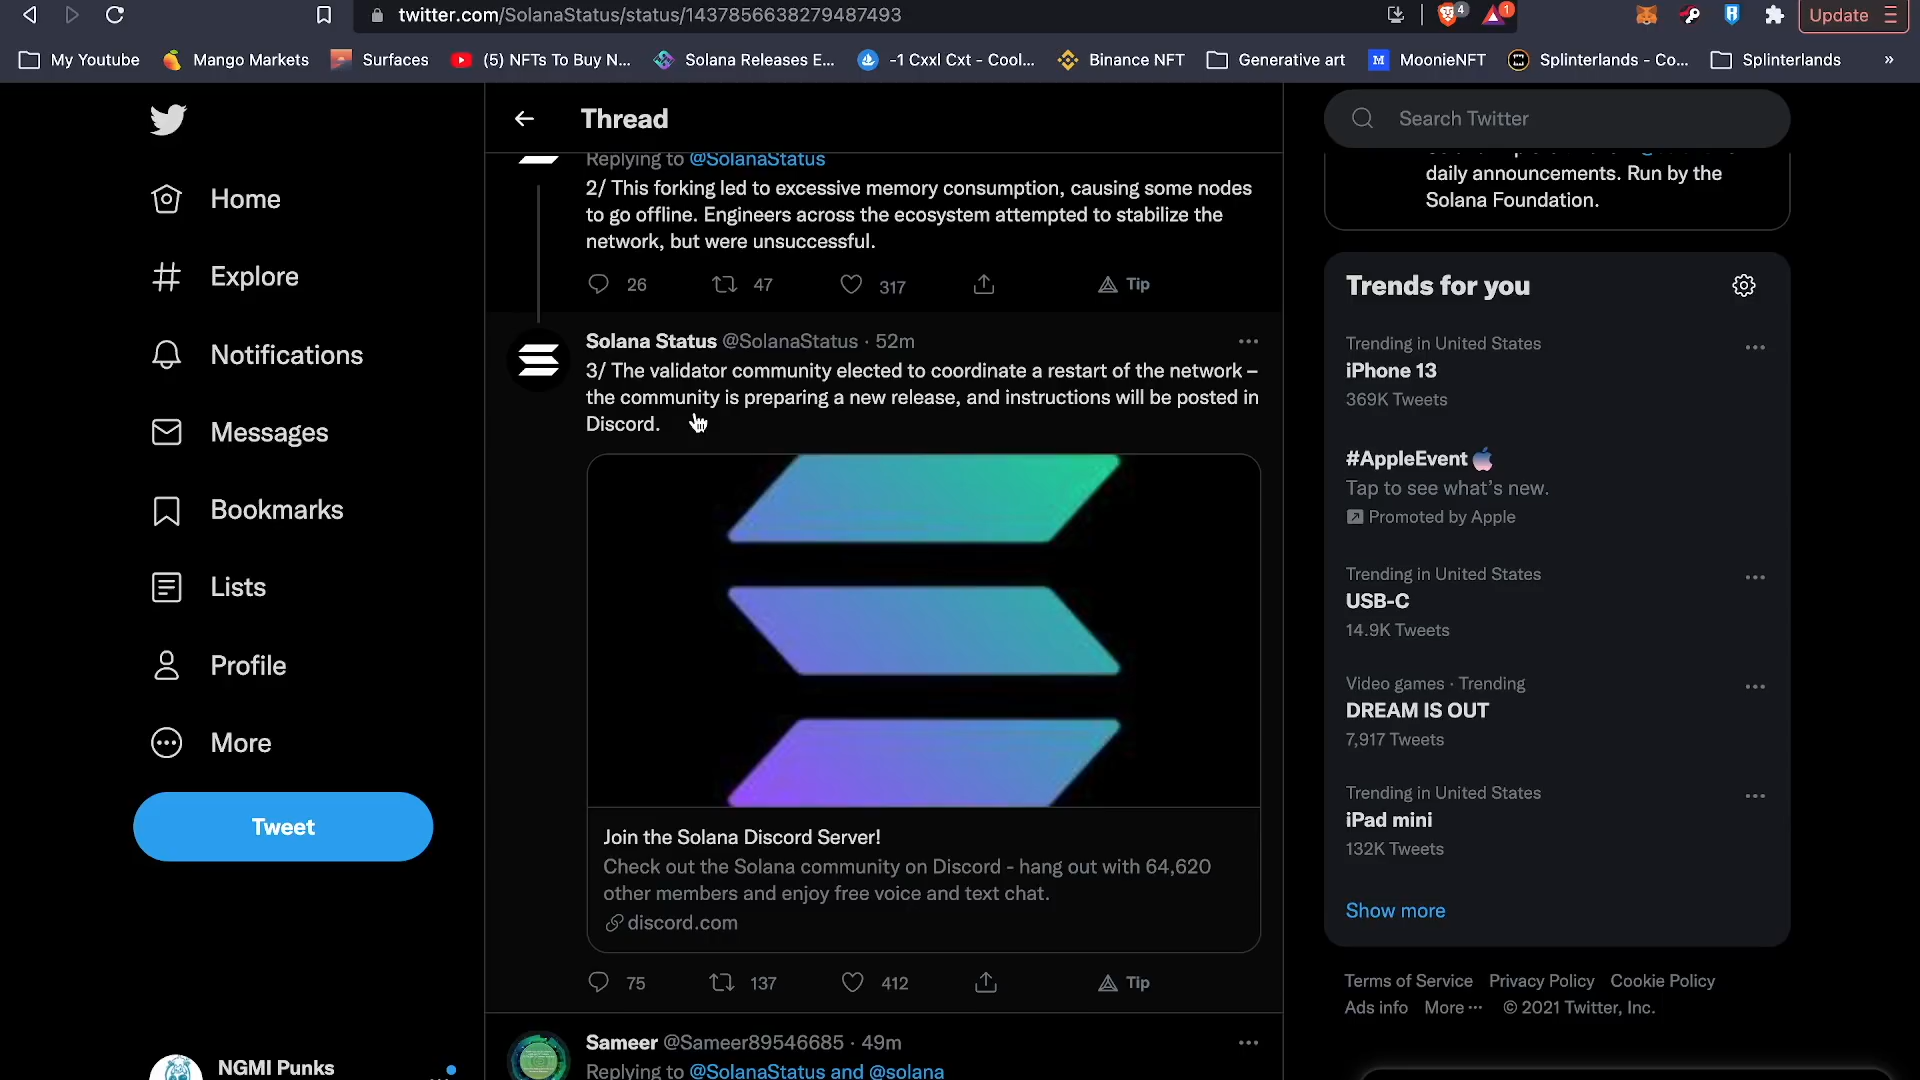 twitter.com/SolanaStatus/status/1437856638279487493
4
1
Update
My Youtube
Mango Markets
Surfaces
(5) NFTs To Buy N...
Solana Releases E...
-1 Cxxl Cxt - Cool...
Binance NFT
Generative art
M
MoonieNFT
Splinterlands - Co...
Splinterlands
»
Home
Explore
Notifications
Messages
Bookmarks
Lists
Profile
More
Tweet
NGMI Punks
Thread
Replying to @SolanaStatus
2/ This forking led to excessive memory consumption, causing some nodes
to go offline. Engineers across the ecosystem attempted to stabilize the
network, but were unsuccessful.
26
47
317
Tip
Solana Status @SolanaStatus · 52m
3/ The validator community elected to coordinate a restart of the network –
the community is preparing a new release, and instructions will be posted in
Discord.
Join the Solana Discord Server!
Check out the Solana community on Discord - hang out with 64,620
other members and enjoy free voice and text chat.
discord.com
75
137
412
Tip
Sameer @Sameer89546685 · 49m
Replying to @SolanaStatus and @solana
Search Twitter
daily announcements. Run by the
Solana Foundation.
Trends for you
Trending in United States
iPhone 13
369K Tweets
#AppleEvent
Tap to see what's new.
Promoted by Apple
Trending in United States
USB-C
14.9K Tweets
Video games · Trending
DREAM IS OUT
7,917 Tweets
Trending in United States
iPad mini
132K Tweets
Show more
Terms of Service Privacy Policy Cookie Policy
Ads info More ··· © 2021 Twitter, Inc.